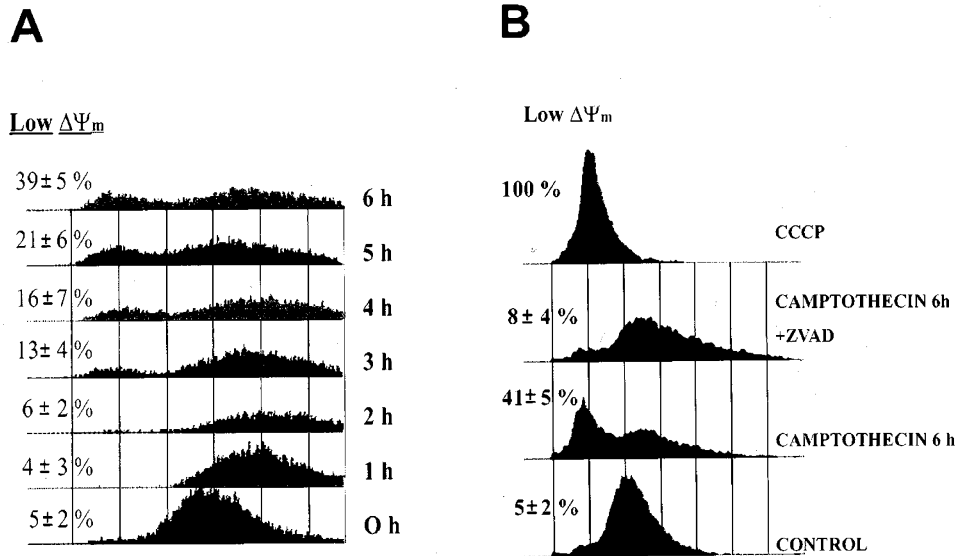 A
Low ΔΨm
39±5 %
6 h
21±6 %
5 h
16±7 %
4 h
13±4 %
3 h
6±2 %
2 h
4±3 %
1 h
5±2 %
O h
B
Low ΔΨm
100 %
CCCP
8±4 %
CAMPTOTHECIN 6h
+ZVAD
41±5 %
CAMPTOTHECIN 6 h
5±2 %
CONTROL